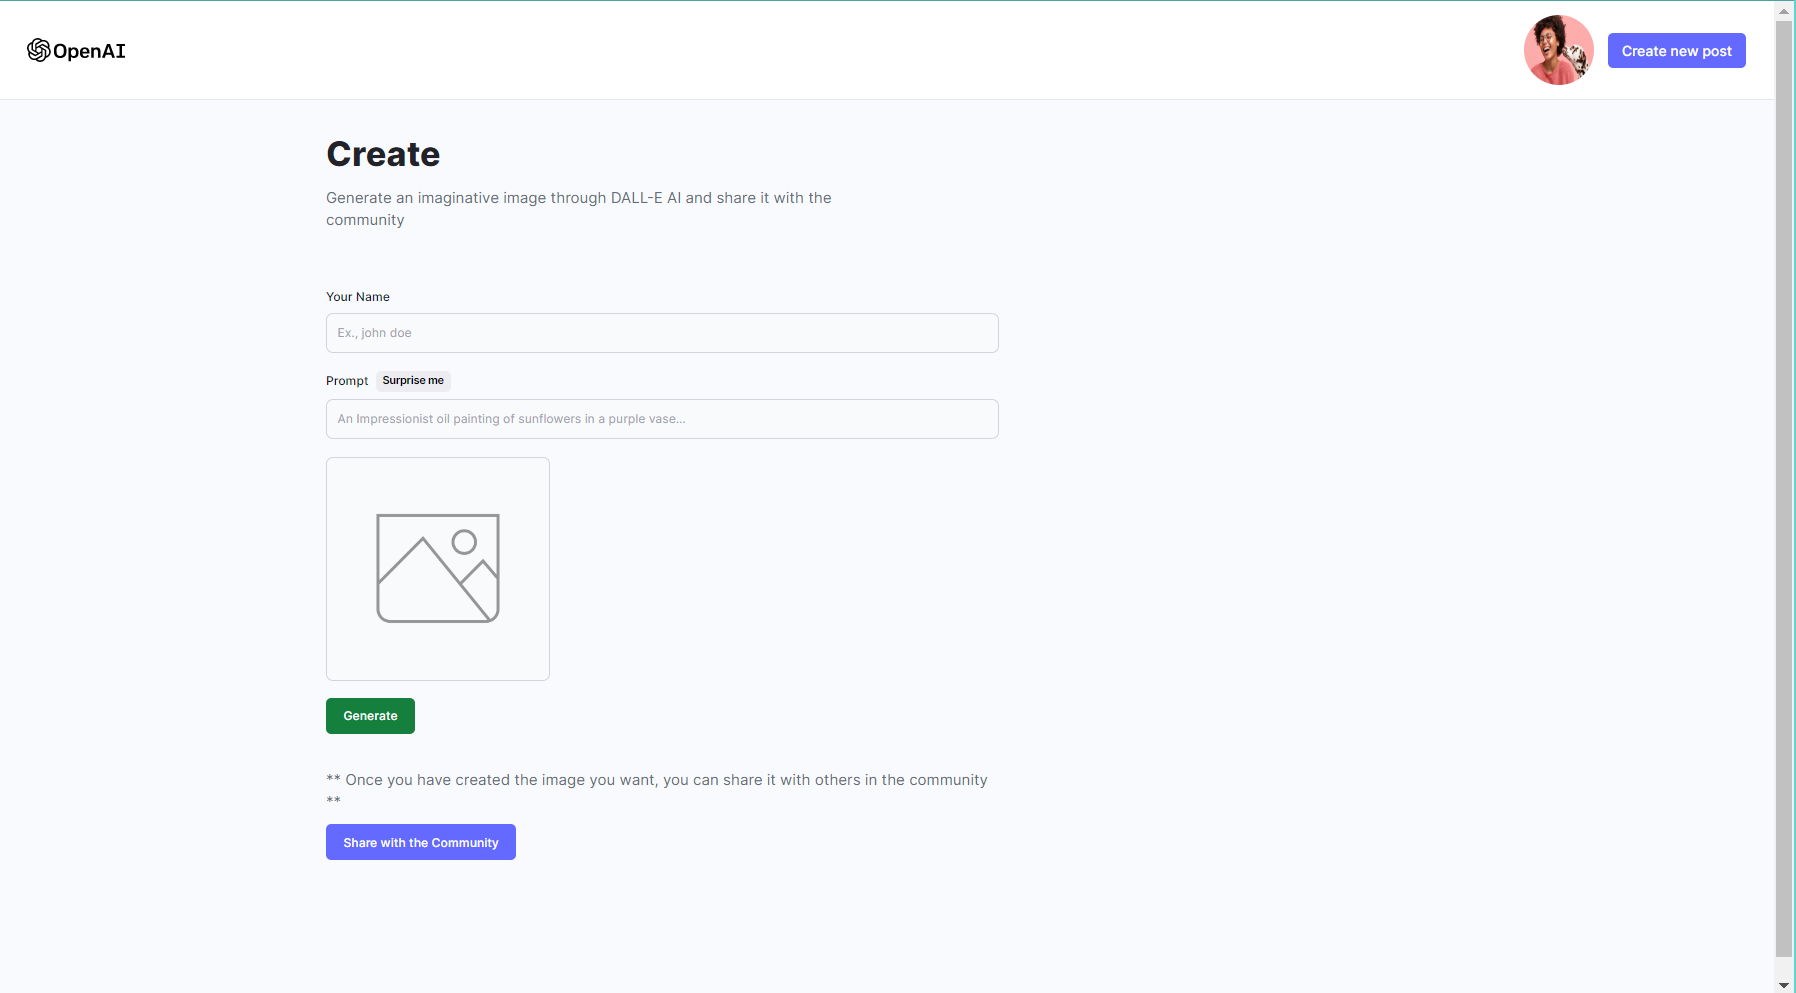 OpenAI
Create new post
Create
Generate an imaginative image through DALL-E AI and share it with the
community
Your Name
Ex., john doe
Prompt Surprise me
An Impressionist oil painting of sunflowers in a purple vase...
Generate
** Once you have created the image you want, you can share it with others in the community
**
Share with the Community